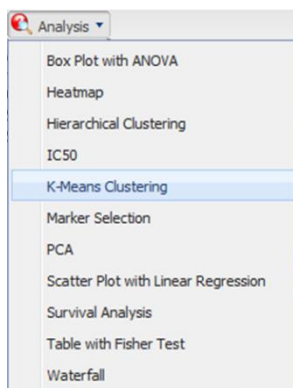 Analysis
Box Plot with ANOVA
Heatmap
Hierarchical Clustering
IC50
K-Means Clustering
Marker Selection
PCA
Scatter Plot with Linear Regression
Survival Analysis
Table with Fisher Test
Waterfall